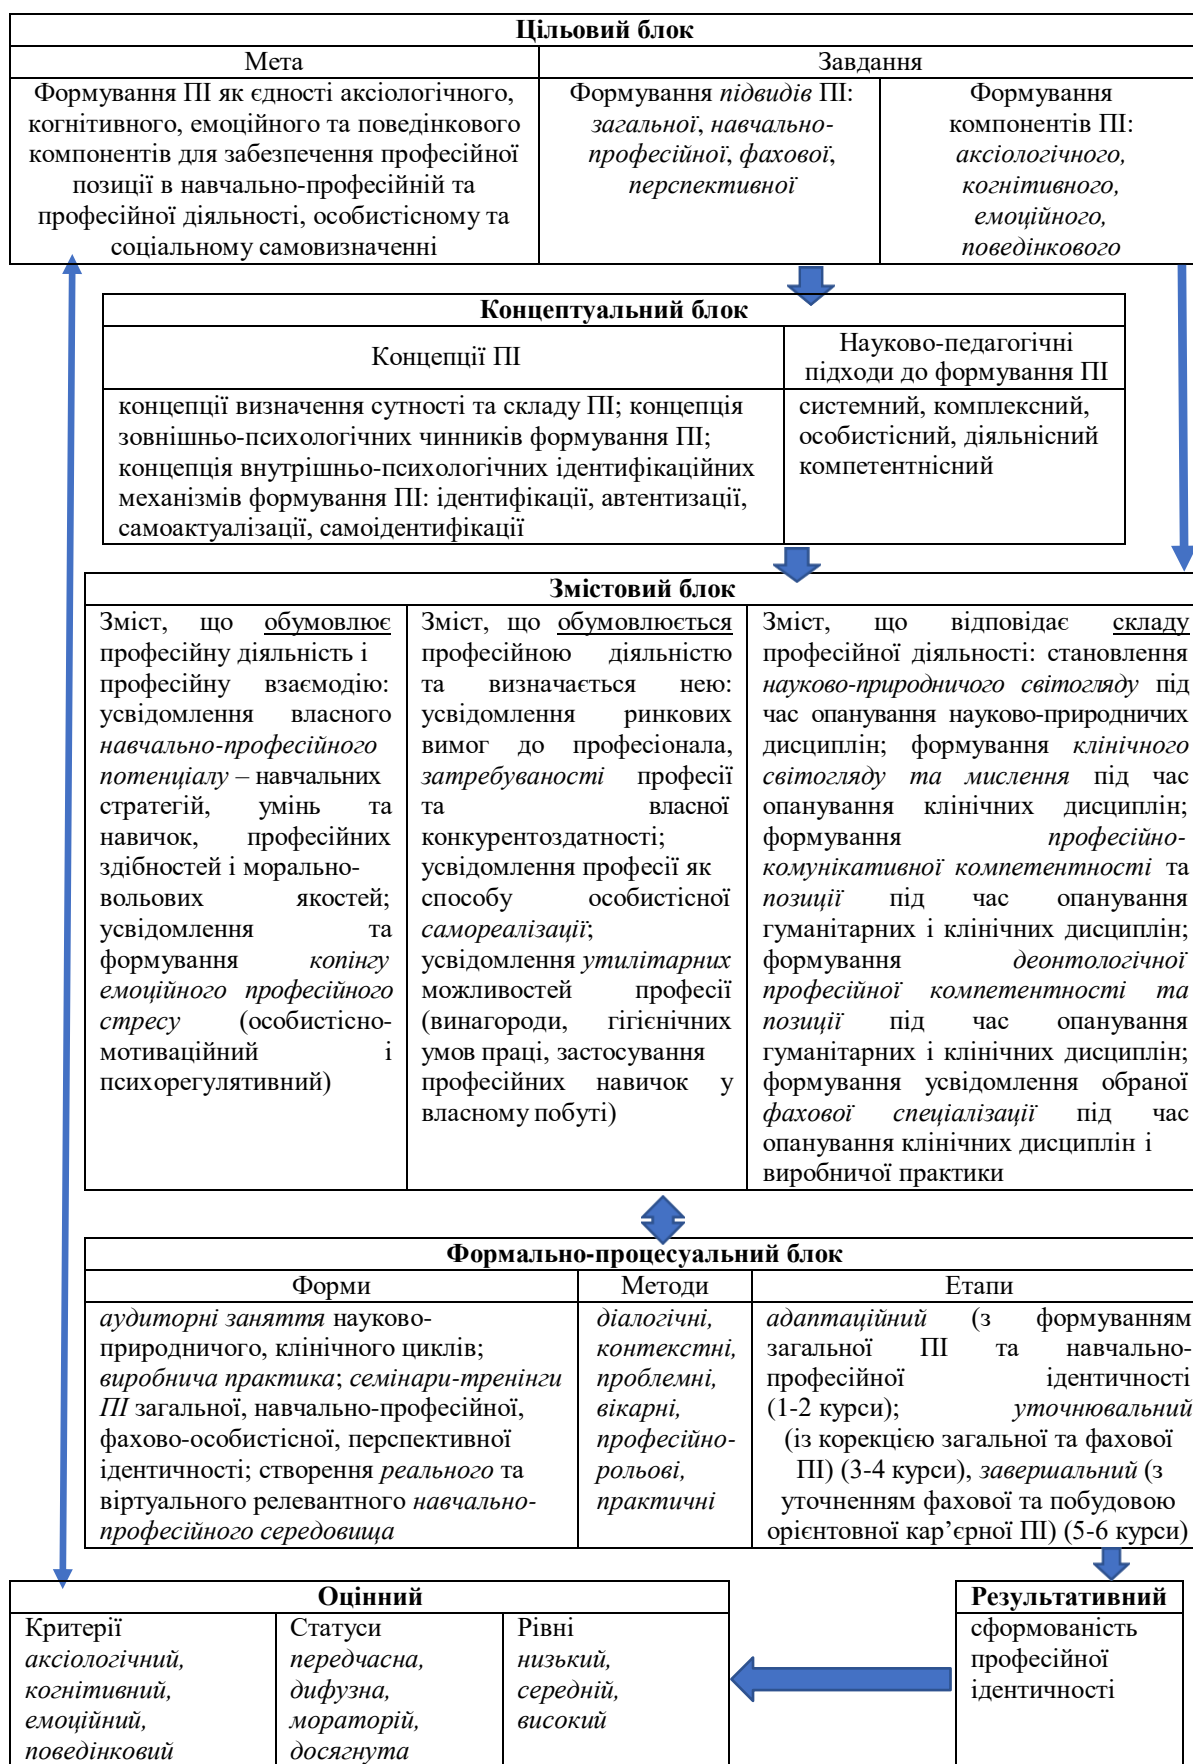 Цільовий блок
Мета
Завдання
Формування ПІ як єдності аксіологічного,
когнітивного, емоційного та поведінкового
компонентів для забезпечення професійної
позиції в навчально-професійній та
професійної діяльності, особистісному та
соціальному самовизначенні
Формування підвидів ПІ:
загальної, навчально-
професійної, фахової,
перспективної
Формування
компонентів ПІ:
аксіологічного,
когнітивного,
емоційного,
поведінкового
Концептуальний блок
Концепції ПІ
Науково-педагогічні
підходи до формування ПІ
концепції визначення сутності та складу ПІ; концепція
зовнішньо-психологічних чинників формування ПІ;
концепція внутрішньо-психологічних ідентифікаційних
механізмів формування ПІ: ідентифікації, автентизації,
самоактуалізації, самоідентифікації
системний, комплексний,
особистісний, діяльнісний
компетентнісний
Змістовий блок
Зміст, що обумовлює
професійну діяльність і
професійну взаємодію:
усвідомлення власного
навчально-професійного
потенціалу – навчальних
стратегій, умінь та
навичок, професійних
здібностей і морально-
вольових якостей;
усвідомлення та
формування копінгу
емоційного професійного
стресу (особистісно-
мотиваційний і
психорегулятивний)
Зміст, що обумовлюється
професійною діяльністю
та визначається нею:
усвідомлення ринкових
вимог до професіонала,
затребуваності професії
та власної
конкурентоздатності;
усвідомлення професії як
способу особистісної
самореалізації;
усвідомлення утилітарних
можливостей професії
(винагороди, гігієнічних
умов праці, застосування
професійних навичок у
власному побуті)
Зміст, що відповідає складу
професійної діяльності: становлення
науково-природничого світогляду під
час опанування науково-природничих
дисциплін; формування клінічного
світогляду та мислення під час
опанування клінічних дисциплін;
формування професійно-
комунікативної компетентності та
позиції під час опанування
гуманітарних і клінічних дисциплін;
формування деонтологічної
професійної компетентності та
позиції під час опанування
гуманітарних і клінічних дисциплін;
формування усвідомлення обраної
фахової спеціалізації під час
опанування клінічних дисциплін і
виробничої практики
Формально-процесуальний блок
Форми
Методи
Етапи
аудиторні заняття науково-
природничого, клінічного циклів;
виробнича практика; семінари-тренінги
ПІ загальної, навчально-професійної,
фахово-особистісної, перспективної
ідентичності; створення реального та
віртуального релевантного навчально-
професійного середовища
діалогічні,
контекстні,
проблемні,
вікарні,
професійно-
рольові,
практичні
адаптаційний (з формуванням
загальної ПІ та навчально-
професійної ідентичності
(1-2 курси); уточнювальний
(із корекцією загальної та фахової
ПІ) (3-4 курси), завершальний (з
уточненням фахової та побудовою
орієнтовної кар’єрної ПІ) (5-6 курси)
Оцінний
Критерії
аксіологічний,
когнітивний,
емоційний,
поведінковий
Статуси
передчасна,
дифузна,
мораторій,
досягнута
Рівні
низький,
середній,
високий
Результативний
сформованість
професійної
ідентичності